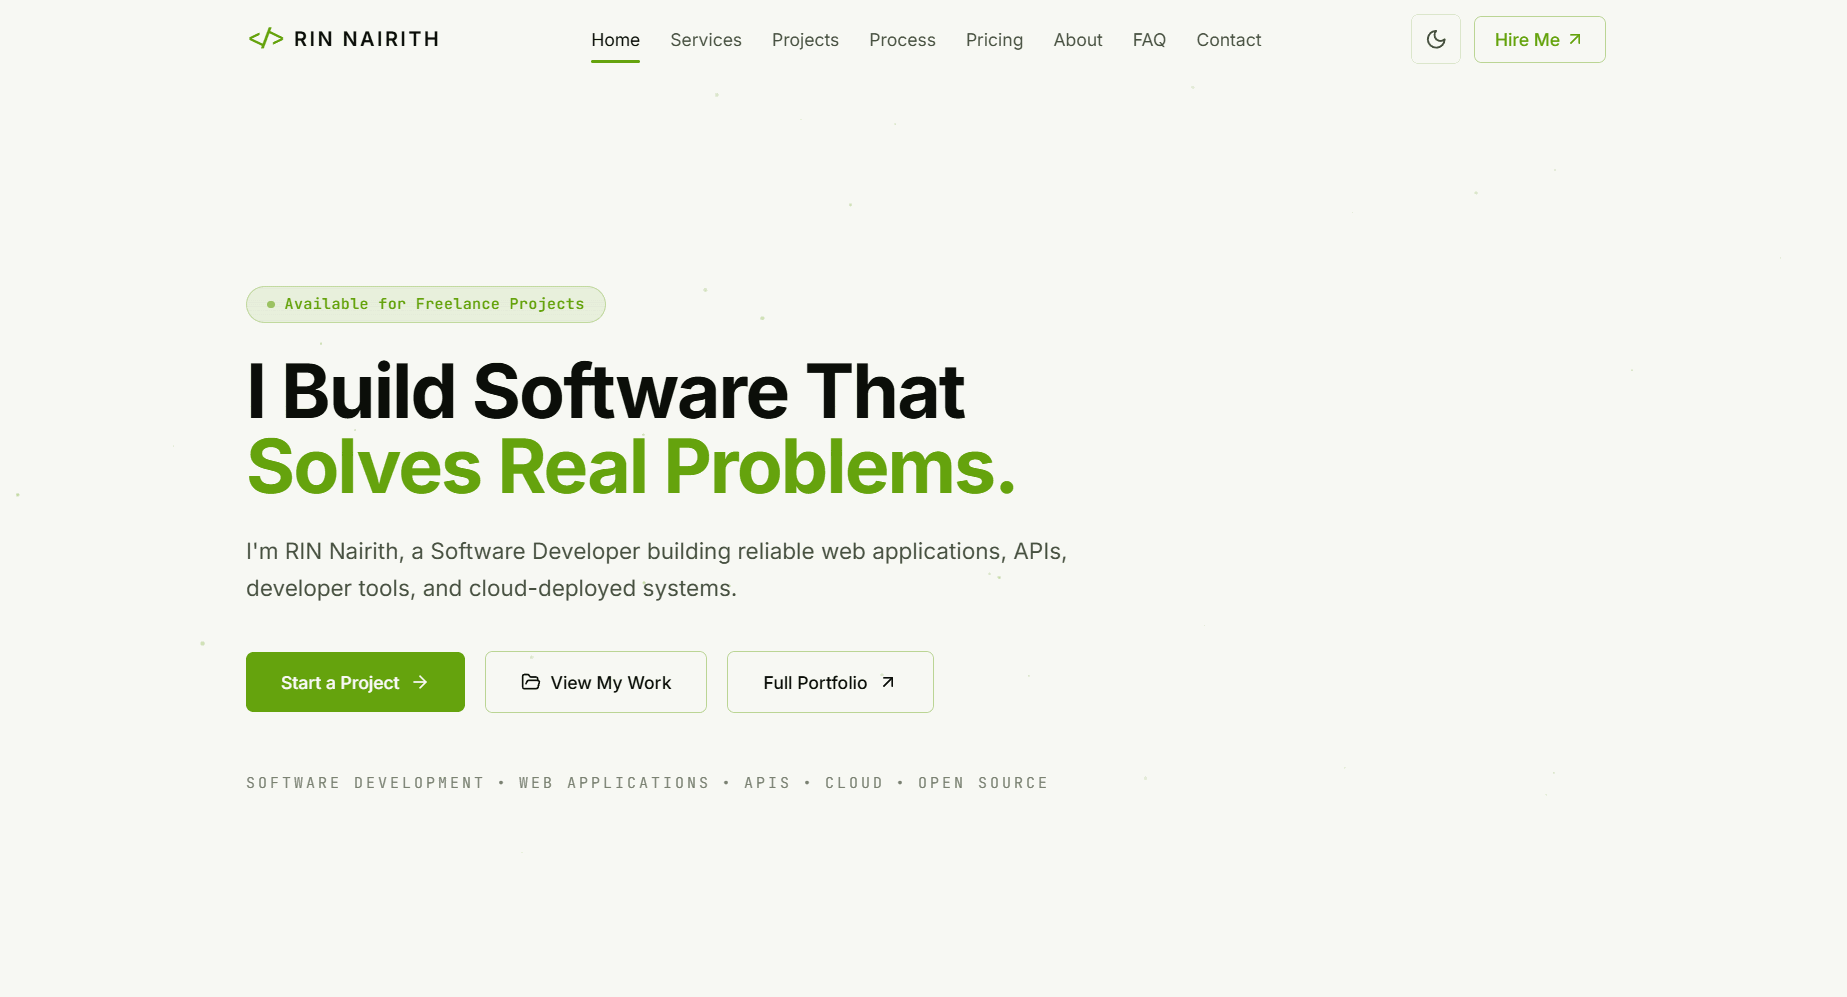 </> RIN NAIRITH
Home Services Projects Process Pricing About FAQ Contact
Hire Me
Available for Freelance Projects
I Build Software That
Solves Real Problems.
I'm RIN Nairith, a Software Developer building reliable web applications, APIs,
developer tools, and cloud-deployed systems.
Start a Project View My Work Full Portfolio
SOFTWARE DEVELOPMENT • WEB APPLICATIONS • APIS • CLOUD • OPEN SOURCE